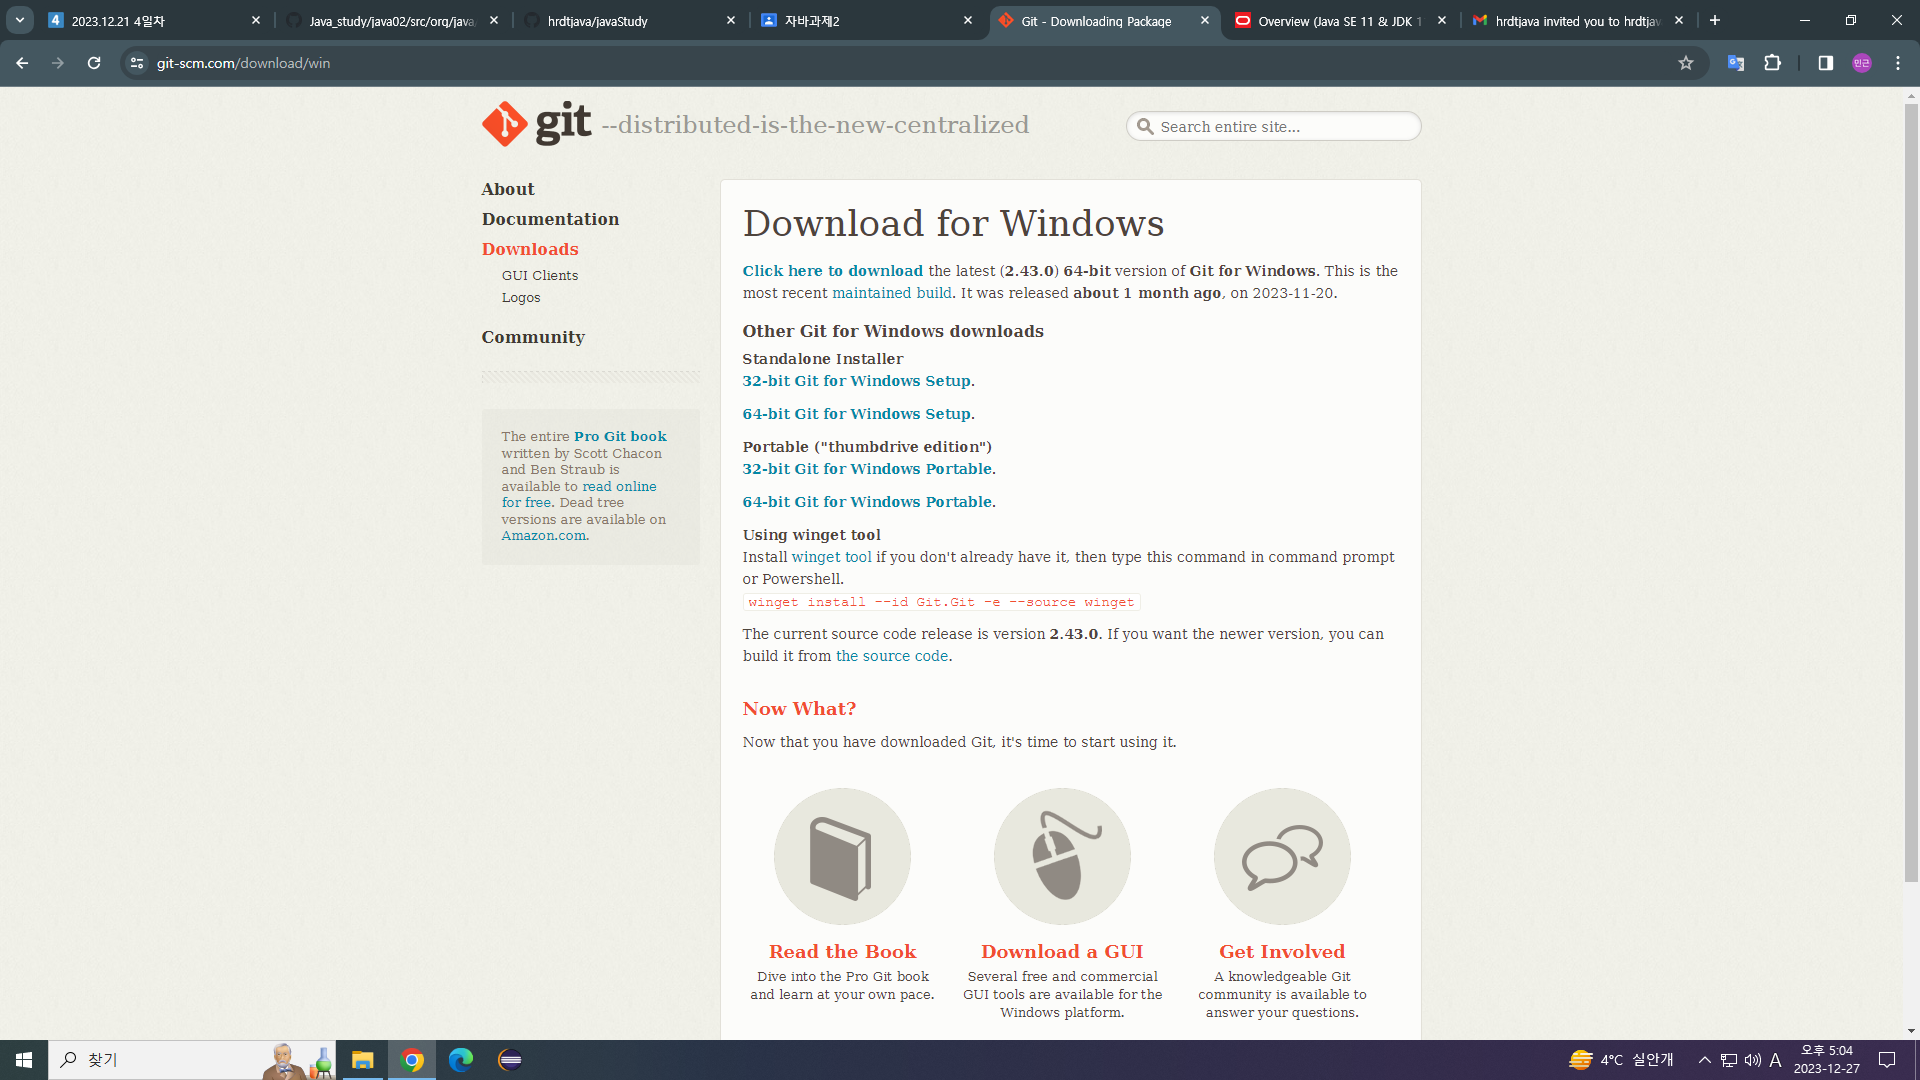 2023.12.21 4일차
Java_study/java02/src/org/java
hrdtjava/javaStudy
자바과제2
Git - Downloading Package
Overview (Java SE 11 & JDK 1
hrdtjava invited you to hrdtjav
git-scm.com/download/win
민근
git --distributed-is-the-new-centralized
Search entire site...
About
Documentation
Downloads
GUI Clients
Logos
Community
The entire Pro Git book
written by Scott Chacon
and Ben Straub is
available to read online
for free. Dead tree
versions are available on
Amazon.com.
Download for Windows
Click here to download the latest (2.43.0) 64-bit version of Git for Windows. This is the
most recent maintained build. It was released about 1 month ago, on 2023-11-20.
Other Git for Windows downloads
Standalone Installer
32-bit Git for Windows Setup.
64-bit Git for Windows Setup.
Portable ("thumbdrive edition")
32-bit Git for Windows Portable.
64-bit Git for Windows Portable.
Using winget tool
Install winget tool if you don't already have it, then type this command in command prompt
or Powershell.
winget install --id Git.Git -e --source winget
The current source code release is version 2.43.0. If you want the newer version, you can
build it from the source code.
Now What?
Now that you have downloaded Git, it's time to start using it.
Read the Book
Dive into the Pro Git book
and learn at your own pace.
Download a GUI
Several free and commercial
GUI tools are available for the
Windows platform.
Get Involved
A knowledgeable Git
community is available to
answer your questions.
찾기
4°C 실안개
A
오후 5:04
2023-12-27